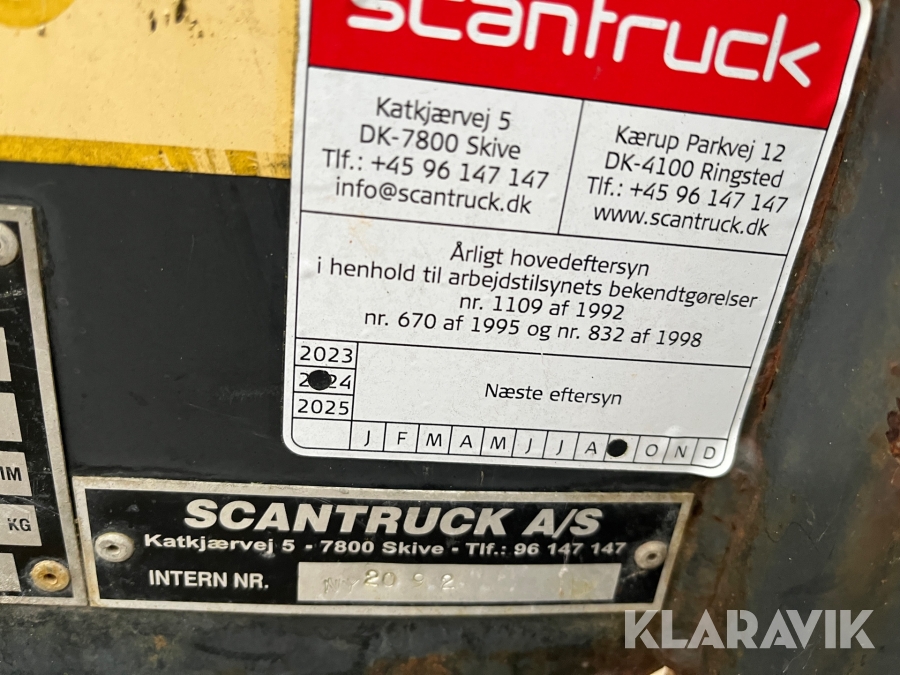 scantruck
Katkjærvej 5
DK-7800 Skive
Tlf.: +45 96 147 147
info@scantruck.dk
Kærup Parkvej 12
DK-4100 Ringsted
Tlf.: +45 96 147 147
www.scantruck.dk
Årligt hovedeftersyn
i henhold til arbejdstilsynets bekendtgørelser
nr. 1109 af 1992
nr. 670 af 1995 og nr. 832 af 1998
2023
2024
2025
Næste eftersyn
J F M A M J J A O N D
KG
SCANTRUCK A/S
Katkjærvej 5 - 7800 Skive - Tlf.: 96 147 147
INTERN NR.
KLARAVIK